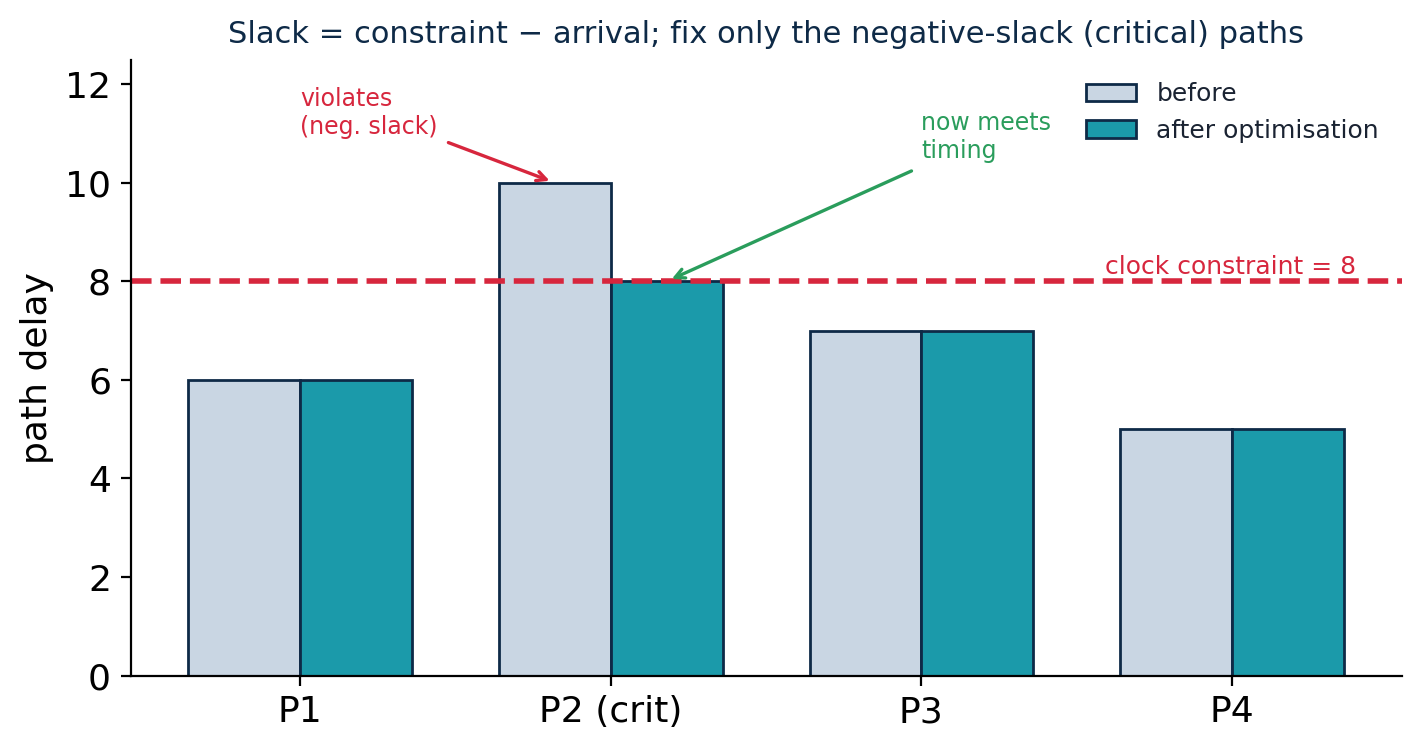 Slack = constraint − arrival; fix only the negative-slack (critical) paths
violates
(neg. slack)
now meets
timing
before
after optimisation
clock constraint = 8
path delay
12
10
8
6
4
2
0
P1
P2 (crit)
P3
P4